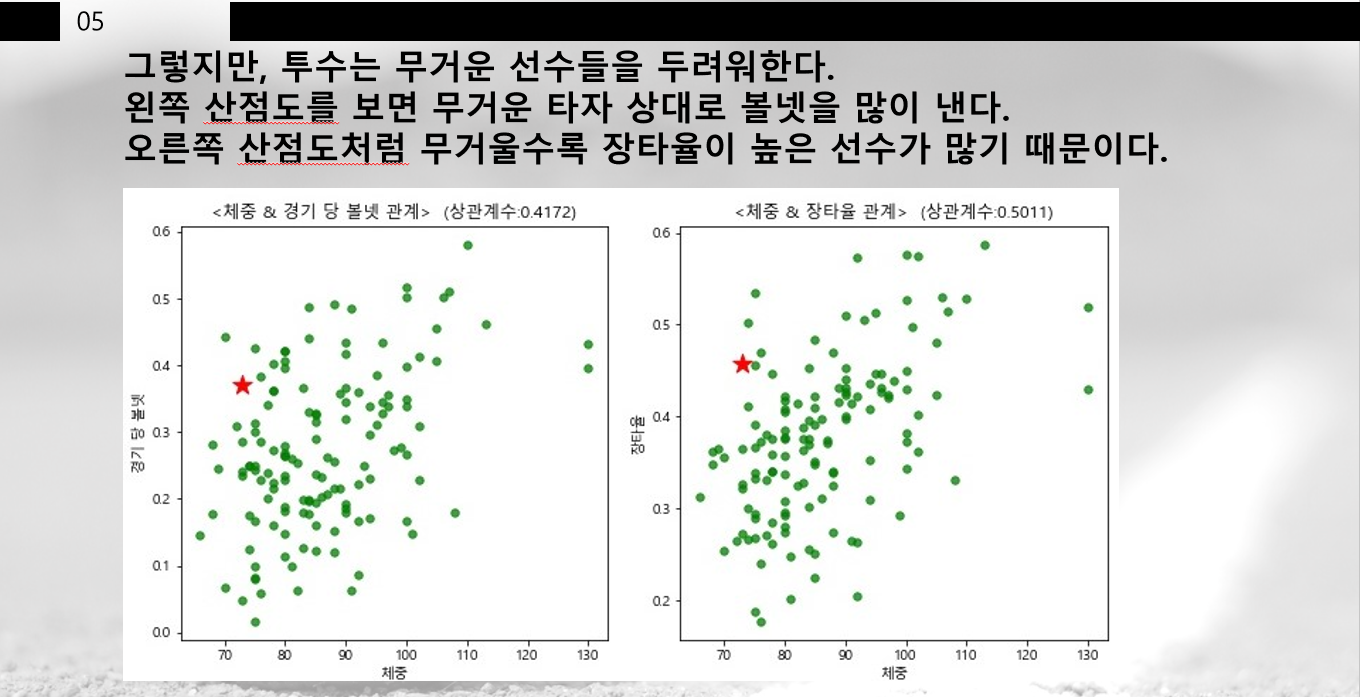 05
그렇지만, 투수는 무거운 선수들을 두려워한다.
왼쪽 산점도를 보면 무거운 타자 상대로 볼넷을 많이 낸다.
오른쪽 산점도처럼 무거울수록 장타율이 높은 선수가 많기 때문이다.
<체중 & 경기 당 볼넷 관계> (상관계수:0.4172)
0.6
0.5
0.4
0.3
0.2
0.1
0.0
경기 당 볼넷
70 80 90 100 110 120 130
체중
<체중 & 장타율 관계> (상관계수:0.5011)
0.6
0.5
0.4
0.3
0.2
장타율
70 80 90 100 110 120 130
체중